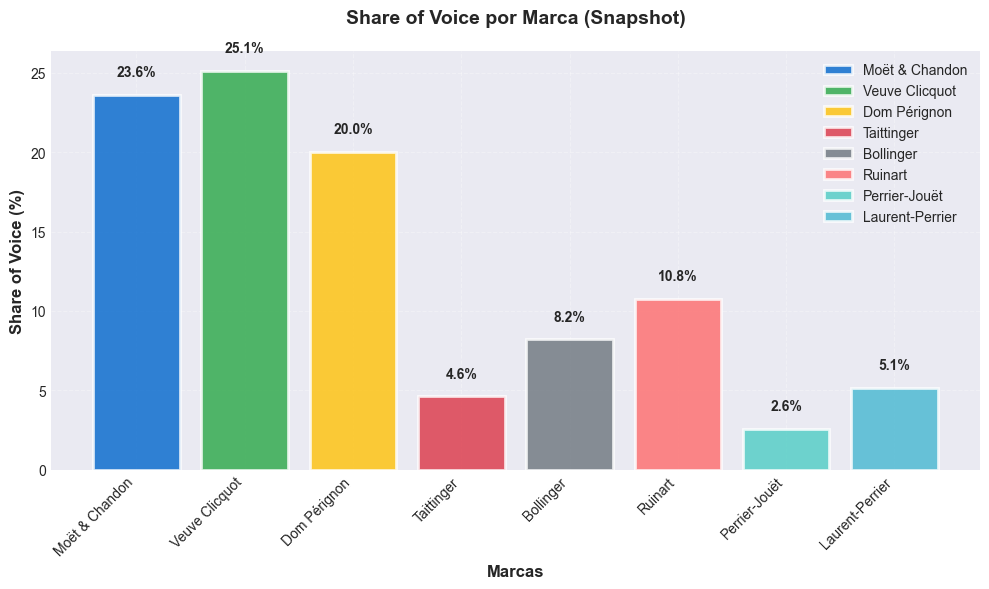 Share of Voice por Marca (Snapshot)
Share of Voice (%)
25
20
15
10
5
0
23.6%
25.1%
20.0%
4.6%
8.2%
10.8%
2.6%
5.1%
Moët & Chandon
Veuve Clicquot
Dom Pérignon
Taittinger
Bollinger
Ruinart
Perrier-Jouët
Laurent-Perrier
Moët & Chandon
Veuve Clicquot
Dom Pérignon
Taittinger
Bollinger
Ruinart
Perrier-Jouët
Laurent-Perrier
Marcas